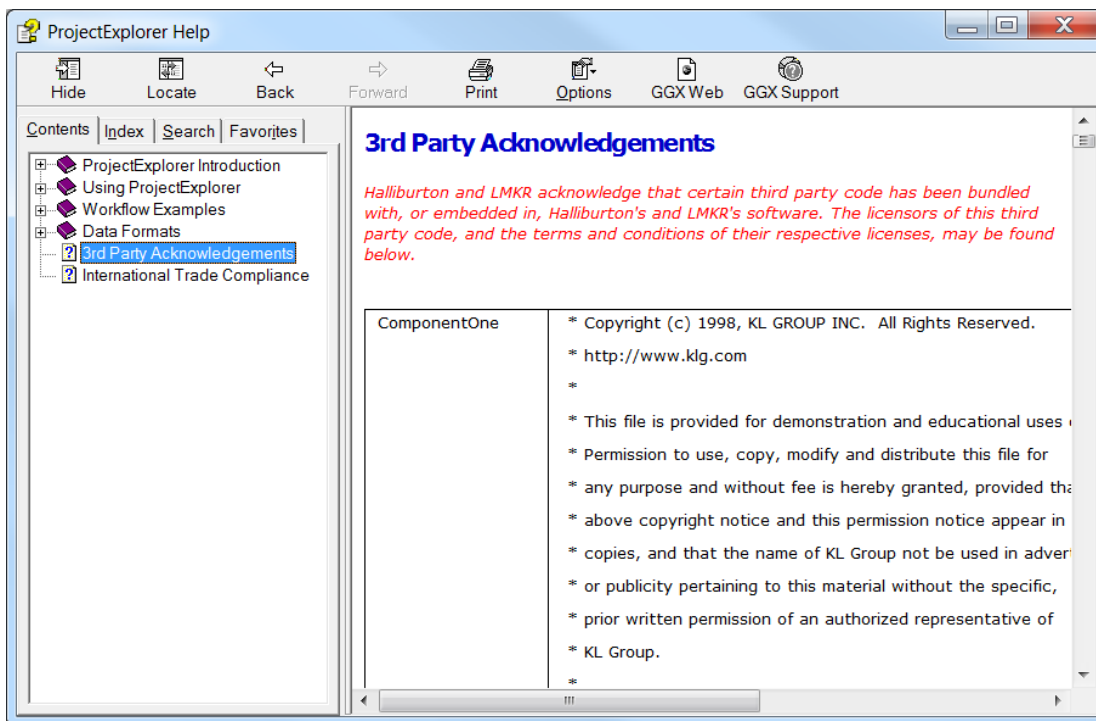 ProjectExplorer Help
Hide Locate Back Forward Print Options GGX Web GGX Support
Contents Index Search Favorites
ProjectExplorer Introduction
Using ProjectExplorer
Workflow Examples
Data Formats
3rd Party Acknowledgements
International Trade Compliance
3rd Party Acknowledgements
Halliburton and LMKR acknowledge that certain third party code has been bundled
with, or embedded in, Halliburton's and LMKR's software. The licensors of this third
party code, and the terms and conditions of their respective licenses, may be found
below.
ComponentOne
* Copyright (c) 1998, KL GROUP INC.  All Rights Reserved.
* http://www.klg.com
*
* This file is provided for demonstration and educational uses
* Permission to use, copy, modify and distribute this file for
* any purpose and without fee is hereby granted, provided tha
* above copyright notice and this permission notice appear in
* copies, and that the name of KL Group not be used in adver
* or publicity pertaining to this material without the specific,
* prior written permission of an authorized representative of
* KL Group.
*